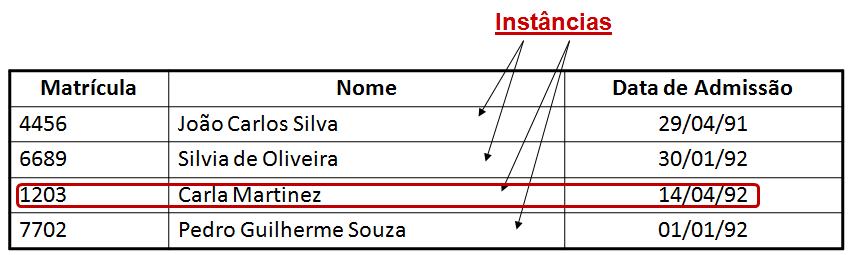 Instâncias
Matrícula Nome Data de Admissão
4456 João Carlos Silva 29/04/91
6689 Silvia de Oliveira 30/01/92
1203 Carla Martinez 14/04/92
7702 Pedro Guilherme Souza 01/01/92